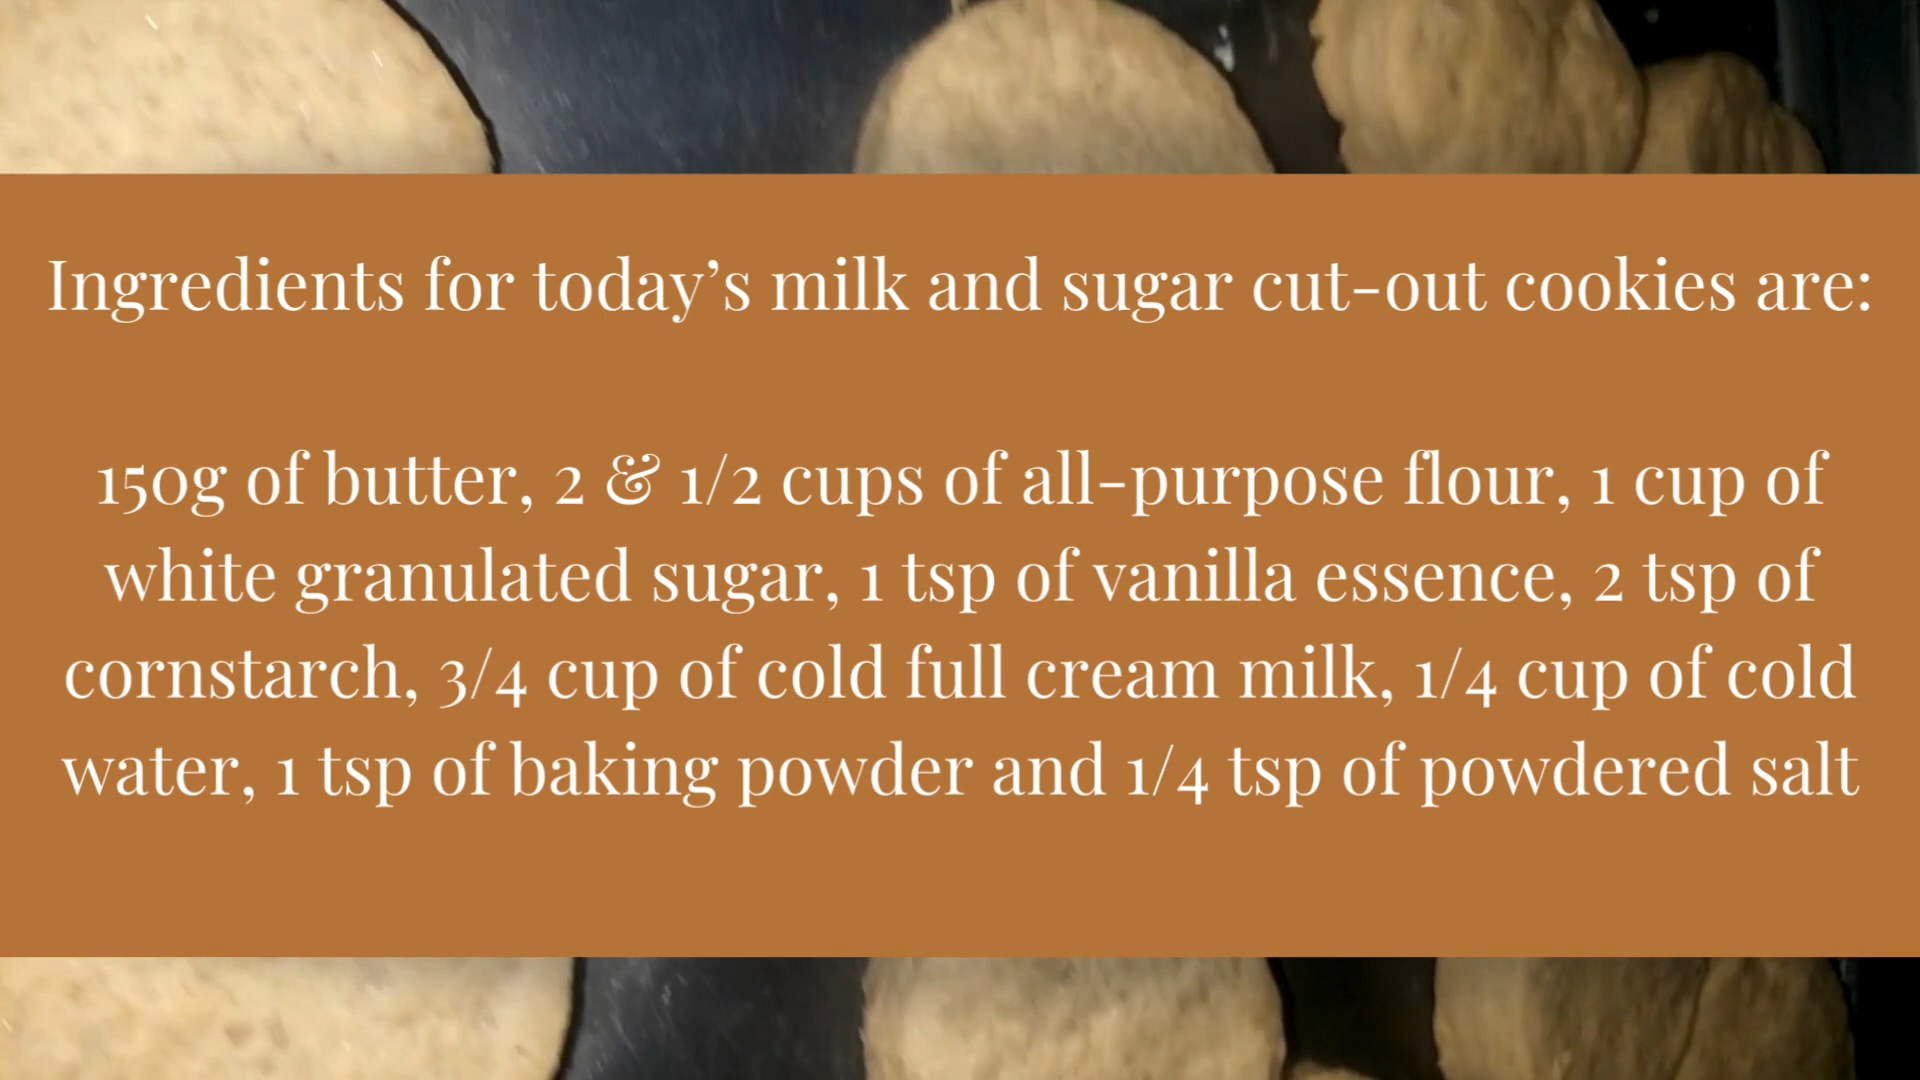 Ingredients for today’s milk and sugar cut-out cookies are:
150g of butter, 2 & 1/2 cups of all-purpose flour, 1 cup of
white granulated sugar, 1 tsp of vanilla essence, 2 tsp of
cornstarch, 3/4 cup of cold full cream milk, 1/4 cup of cold
water, 1 tsp of baking powder and 1/4 tsp of powdered salt